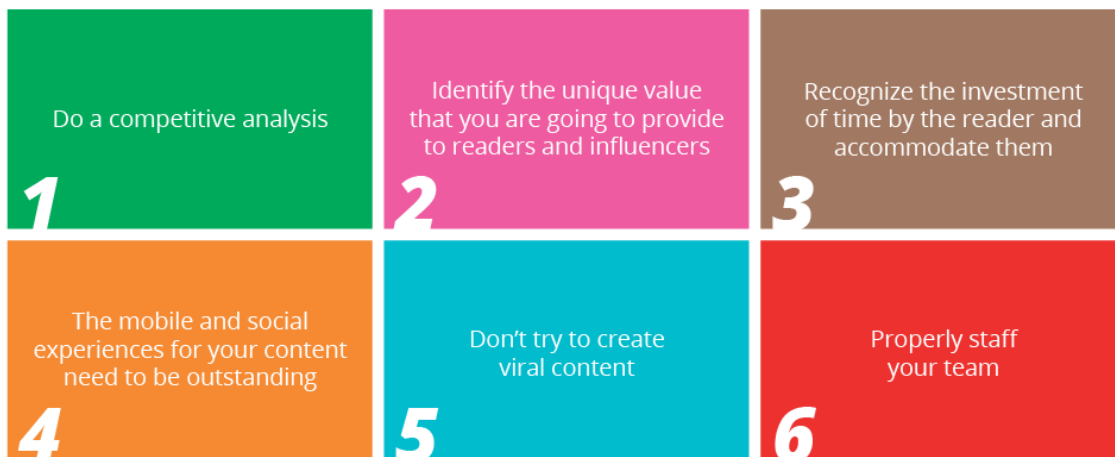 Do a competitive analysis
1
Identify the unique value
that you are going to provide
to readers and influencers
2
Recognize the investment
of time by the reader and
accommodate them
3
The mobile and social
experiences for your content
need to be outstanding
4
Don’t try to create
viral content
5
Properly staff
your team
6